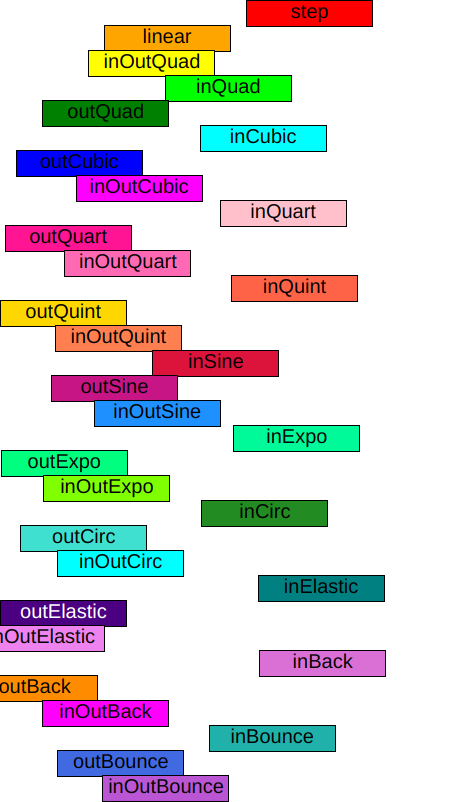 step
linear
inOutQuad
inQuad
outQuad
inCubic
outCubic
inOutCubic
inQuart
outQuart
inOutQuart
inQuint
outQuint
inOutQuint
inSine
outSine
inOutSine
inExpo
outExpo
inOutExpo
inCirc
outCirc
inOutCirc
inElastic
outElastic
nOutElastic
inBack
outBack
inOutBack
inBounce
outBounce
inOutBounce